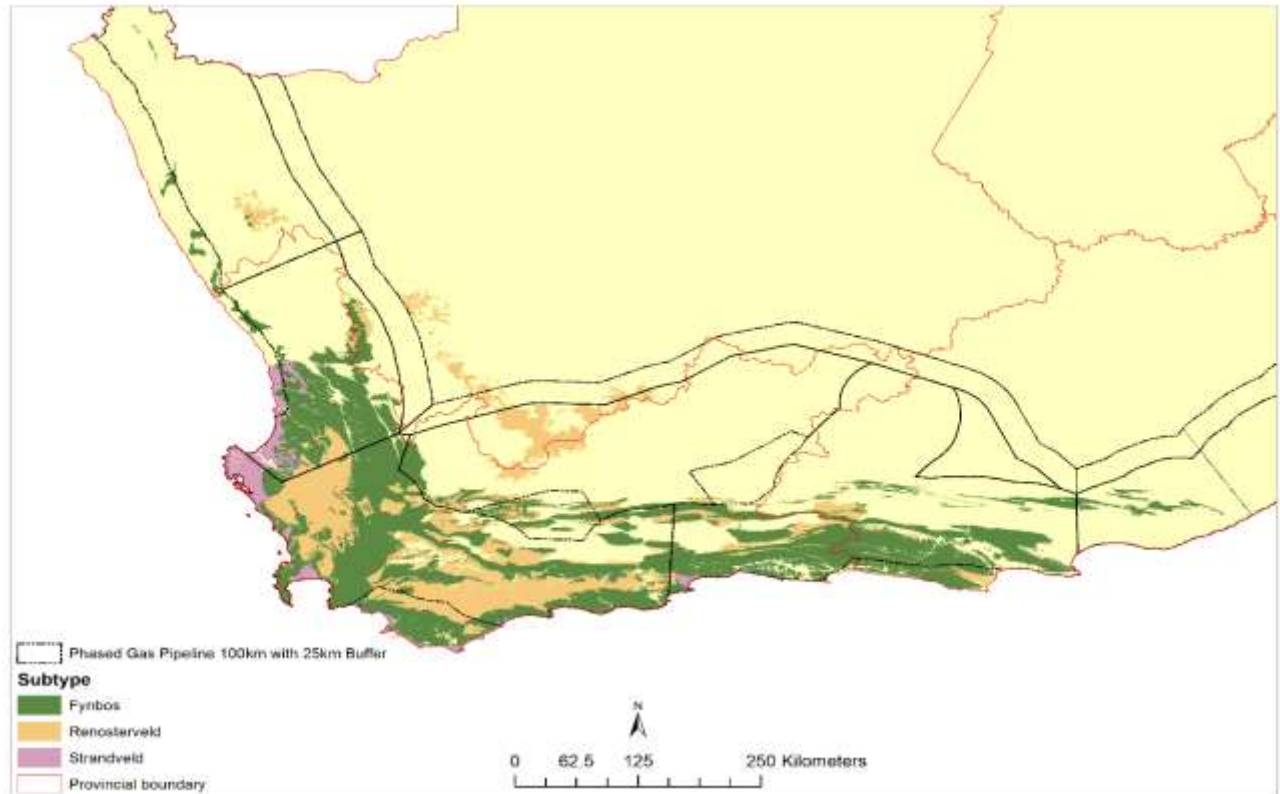 Phased Gas Pipeline 100km with 25km Buffer
Subtype
Fynbos
Renosterveld
Strandveld
Provincial boundary
N
0 62.5 125 250 Kilometers